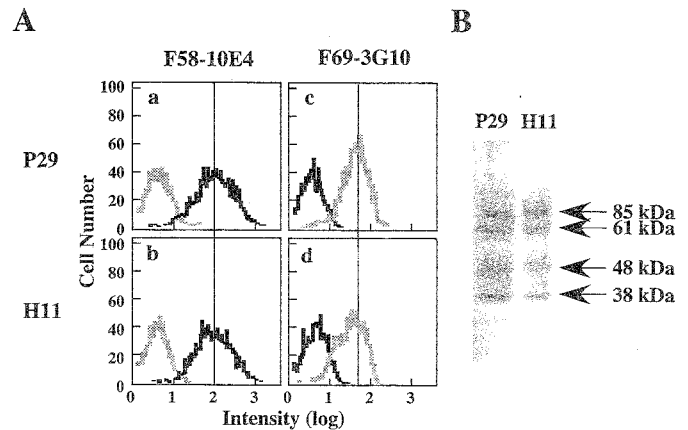 A
B
F58-10E4 F69-3G10
P29 H11
P29
H11
Cell Number
100
80
60
40
20
0
a
c
100
80
60
40
20
0
b
d
0 1 2 3 0 1 2 3
Intensity (log)
85 kDa
61 kDa
48 kDa
38 kDa